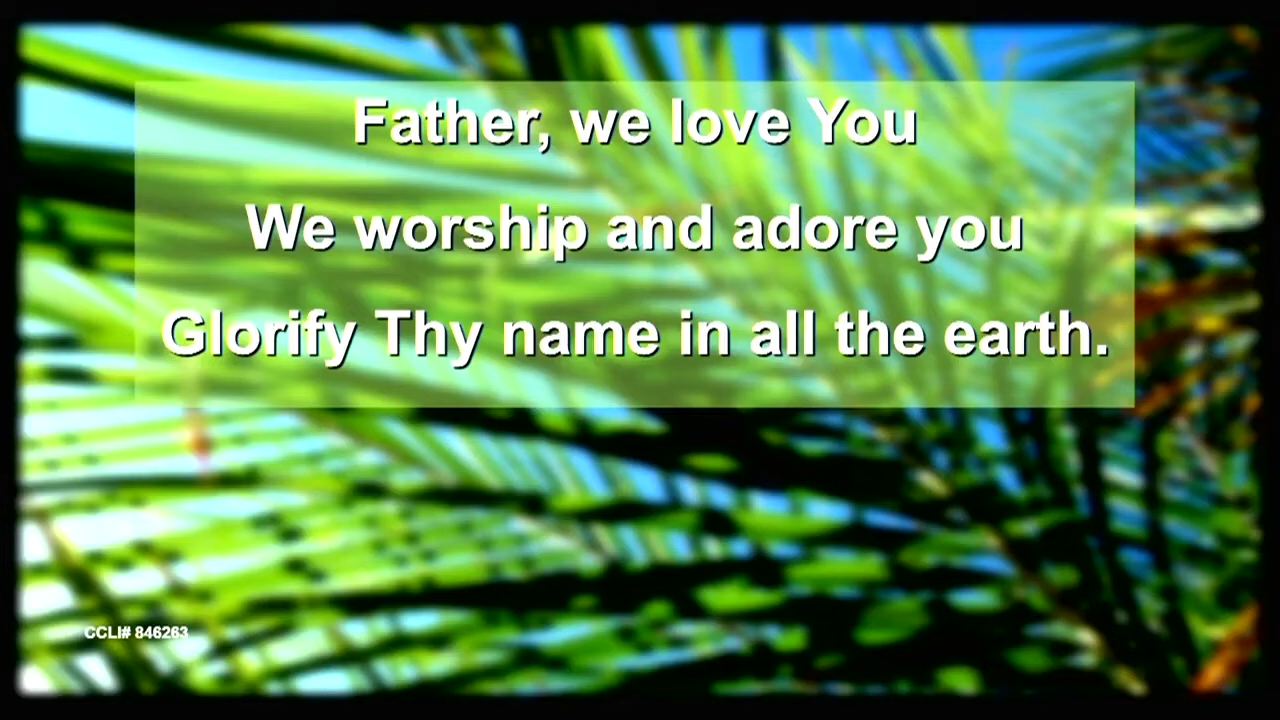 Father, we love You
We worship and adore you
Glorify Thy name in all the earth.
CCLI# 846263